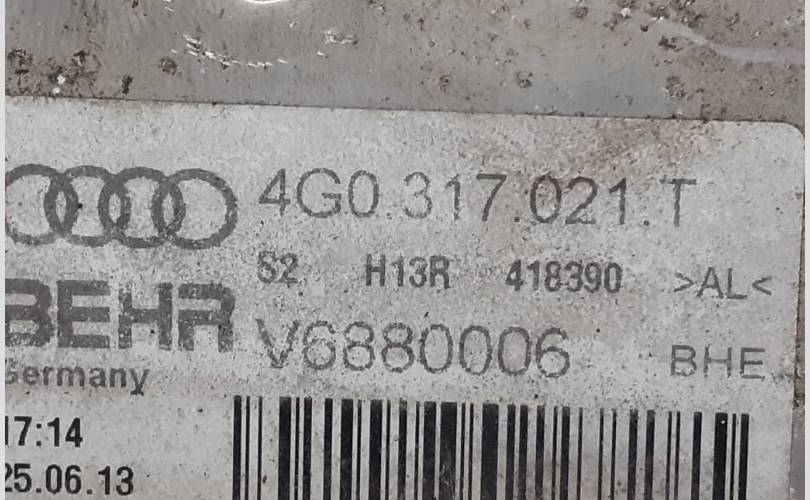 4G0.317.021.T
S2 H13R 418390 >AL<
BEHR
V6880006 BHE
Germany
17:14
25.06.13